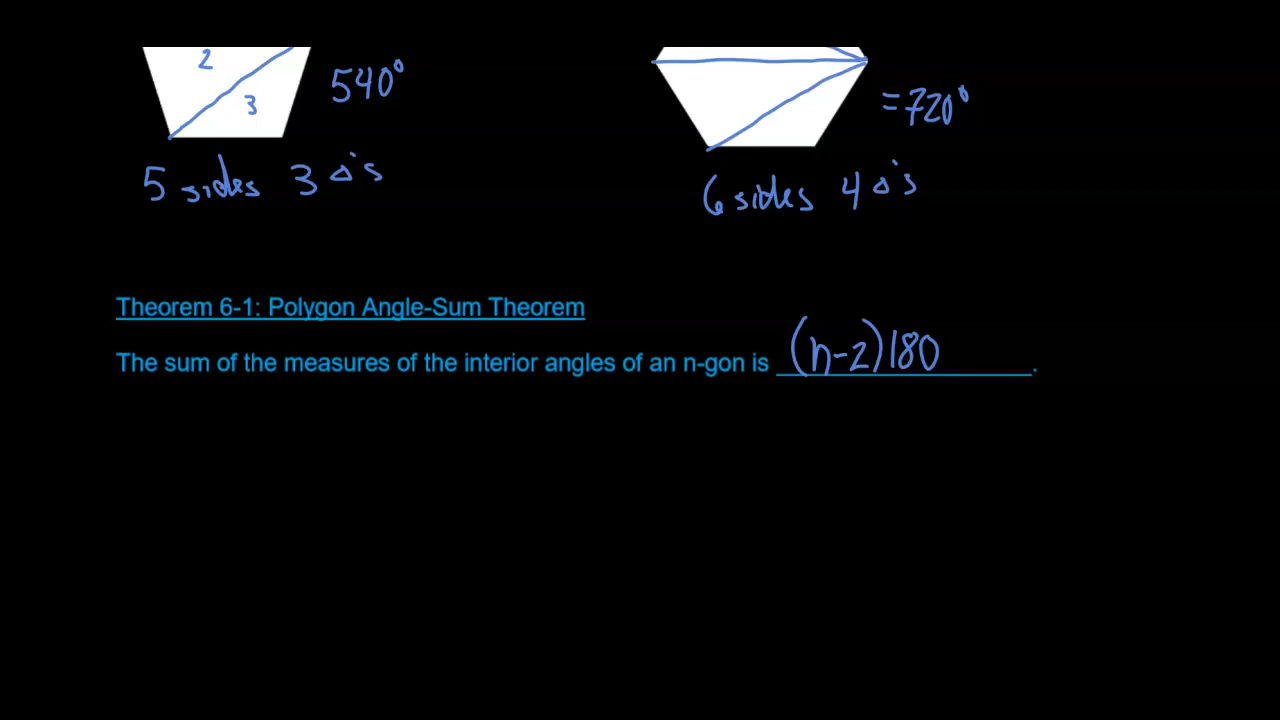 2
3
540°
=720°
5 sides 3 △'s
6 sides 4 △'s
Theorem 6-1: Polygon Angle-Sum Theorem
The sum of the measures of the interior angles of an n-gon is (n-2)180.